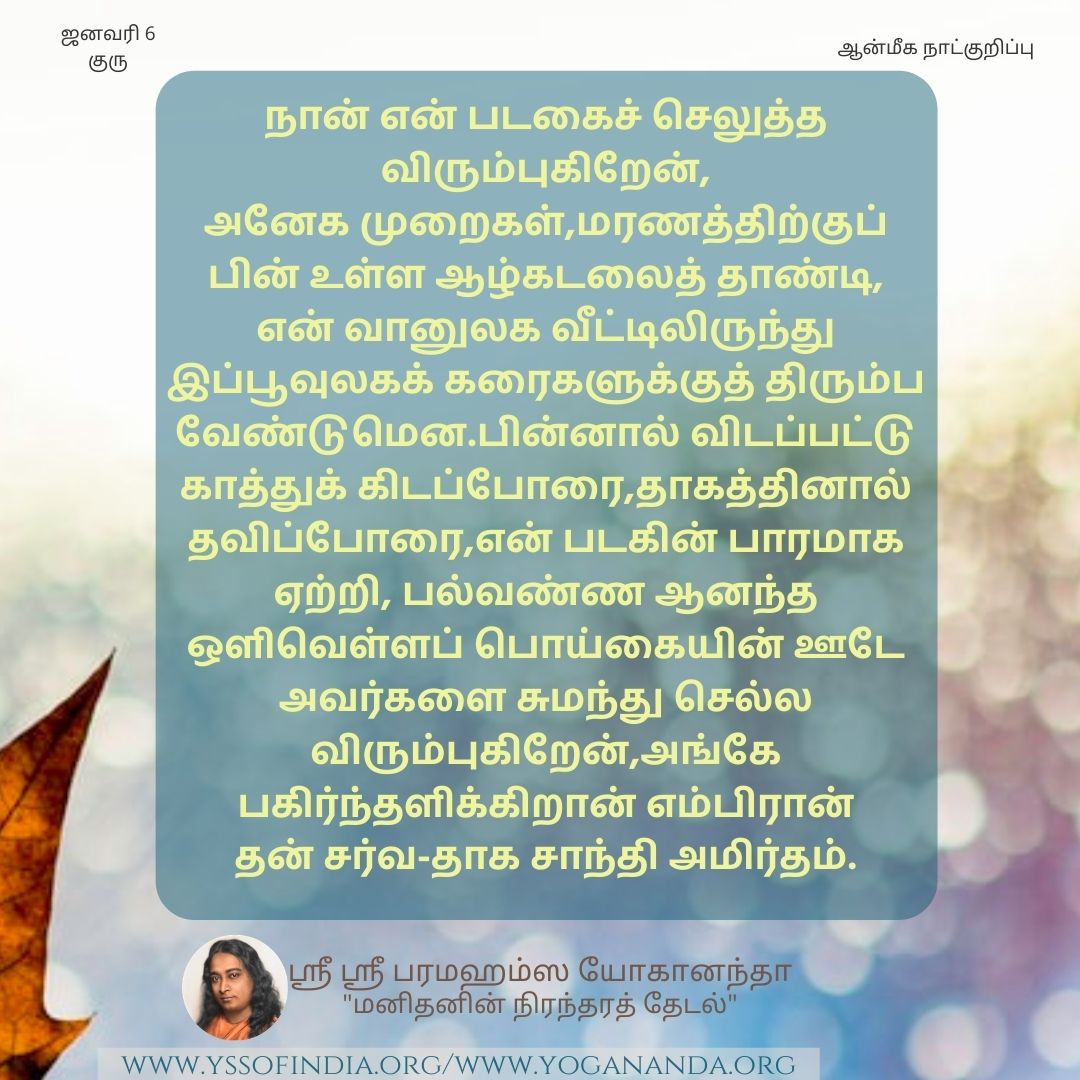 ஜனவரி 6
குரு
ஆன்மீக நாட்குறிப்பு
நான் என் படகைச் செலுத்த
விரும்புகிறேன்,
அனேக முறைகள்,மரணத்திற்குப்
பின் உள்ள ஆழ்கடலைத் தாண்டி,
என் வானுலக வீட்டிலிருந்து
இப்பூவுலகக் கரைகளுக்குத் திரும்ப
வேண்டுமென.பின்னால் விடப்பட்டு
காத்துக் கிடப்போரை,தாகத்தினால்
தவிப்போரை,என் படகின் பாரமாக
ஏற்றி, பல்வண்ண ஆனந்த
ஒளிவெள்ளப் பொய்கையின் ஊடே
அவர்களை சுமந்து செல்ல
விரும்புகிறேன்,அங்கே
பகிர்ந்தளிக்கிறான் எம்பிரான்
தன் சர்வ-தாக சாந்தி அமிர்தம்.
ஸ்ரீ ஸ்ரீ பரமஹம்ஸ யோகானந்தா
"மனிதனின் நிரந்தரத் தேடல்"
WWW.YSSOFINDIA.ORG/WWW.YOGANANDA.ORG